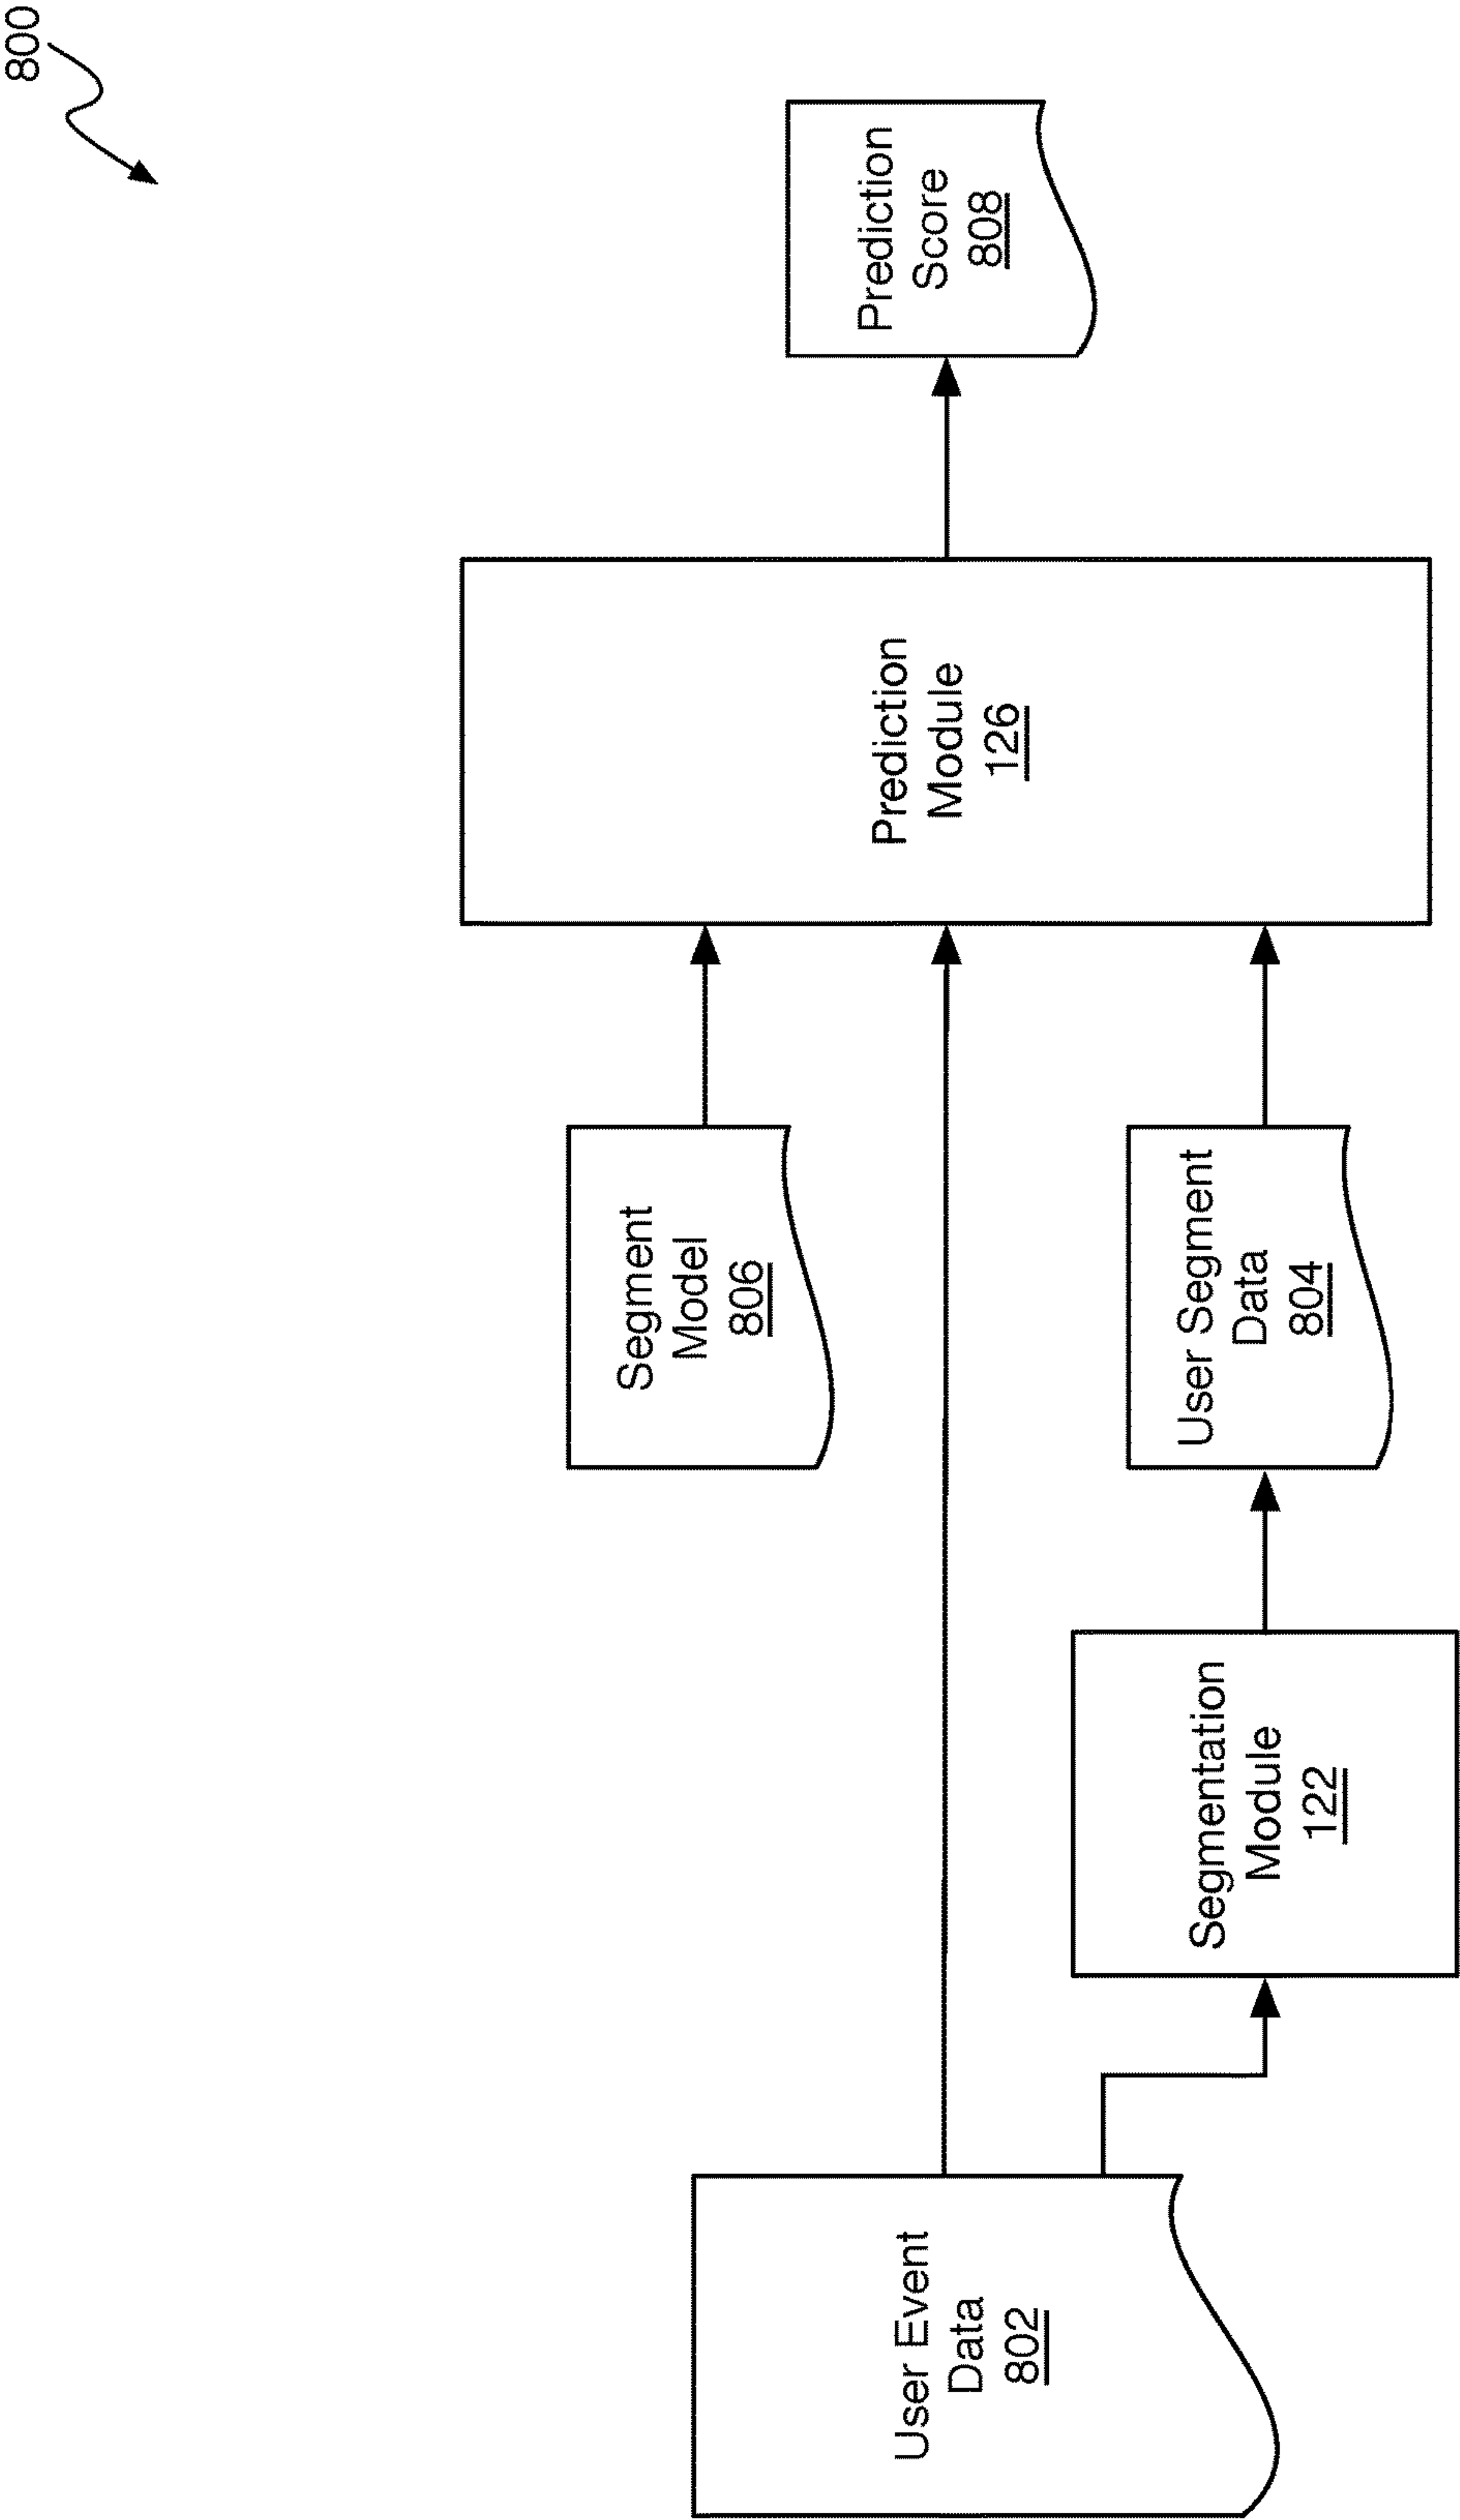 800
User Event
Data
802
Segmentation
Module
122
Segment
Model
806
User Segment
Data
804
Prediction
Module
126
Prediction
Score
808